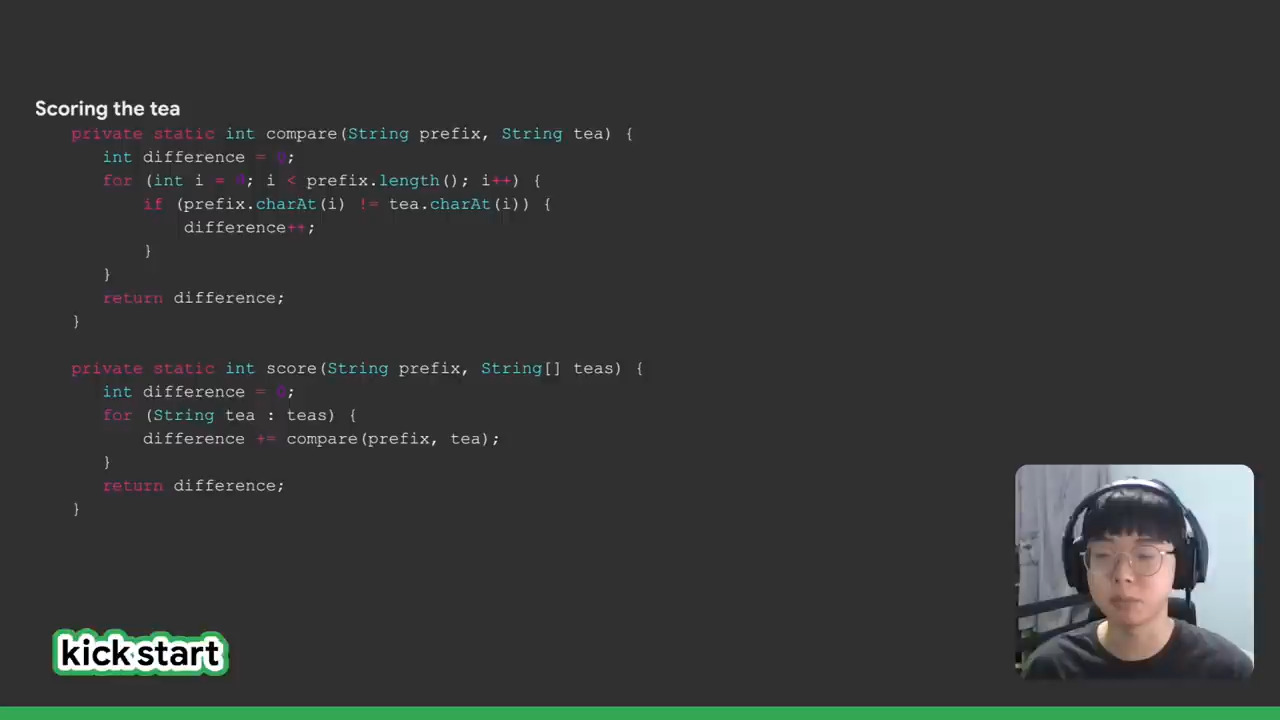 Scoring the tea
private static int compare(String prefix, String tea) {
int difference = 0;
for (int i = 0; i < prefix.length(); i++) {
if (prefix.charAt(i) != tea.charAt(i)) {
difference++;
}
}
return difference;
}
private static int score(String prefix, String[] teas) {
int difference = 0;
for (String tea : teas) {
difference += compare(prefix, tea);
}
return difference;
}
kick start